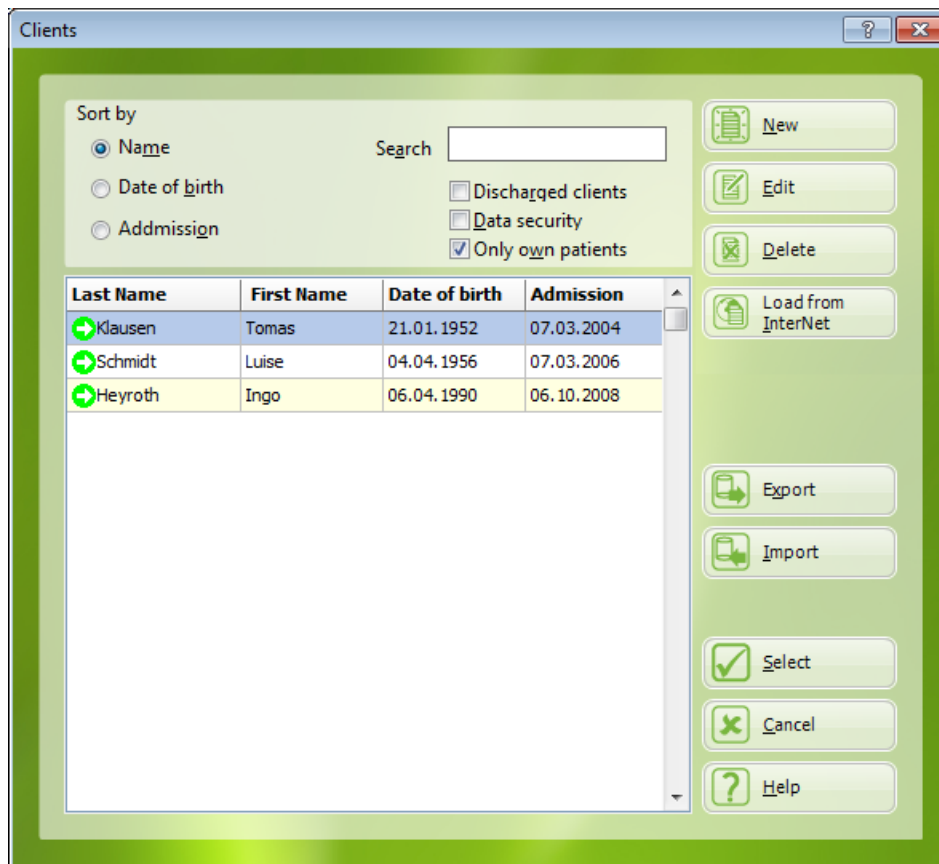 Clients
Sort by
Name
Date of birth
Addmission
Search
Discharged clients
Data security
Only own patients
Last Name First Name Date of birth Admission
Klausen Tomas 21.01.1952 07.03.2004
Schmidt Luise 04.04.1956 07.03.2006
Heyroth Ingo 06.04.1990 06.10.2008
New
Edit
Delete
Load from
InterNet
Export
Import
Select
Cancel
Help